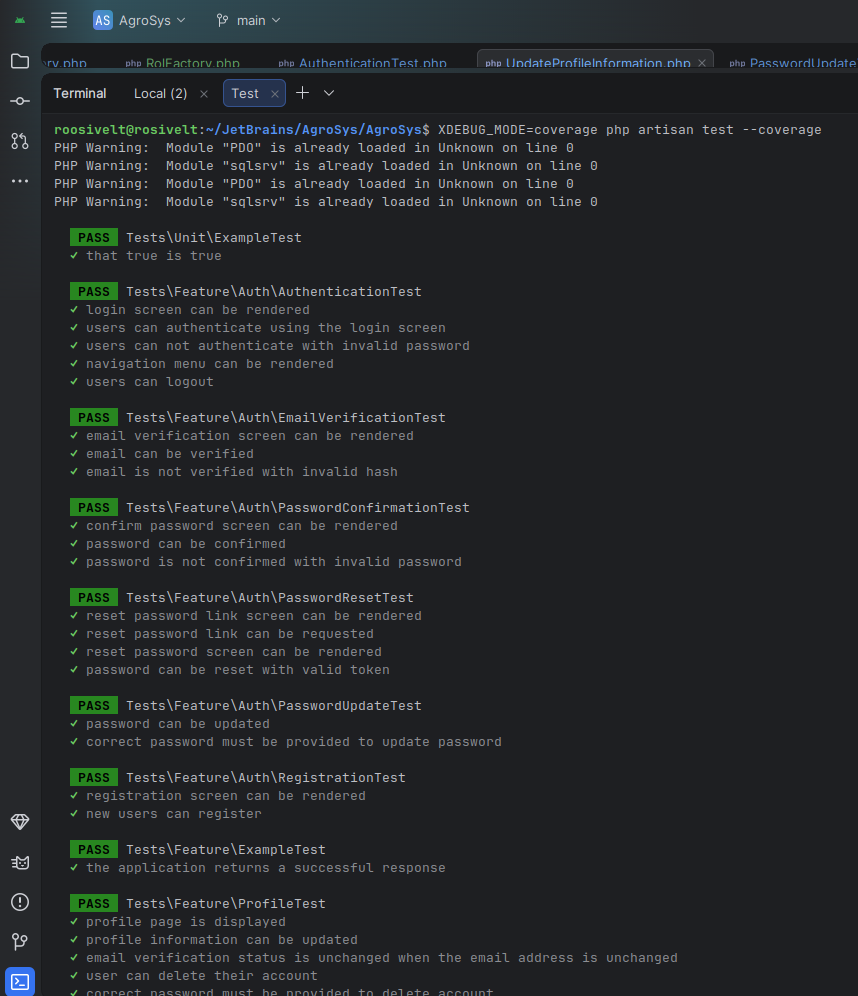 AS AgroSys main
ry.php php RolFactory.php php AuthenticationTest.php php UpdateProfileInformation.php php PasswordUpdate
Terminal Local (2) Test
roosivelt@rosivelt:~/JetBrains/AgroSys/AgroSys$ XDEBUG_MODE=coverage php artisan test --coverage
PHP Warning:  Module "PDO" is already loaded in Unknown on line 0
PHP Warning:  Module "sqlsrv" is already loaded in Unknown on line 0
PHP Warning:  Module "PDO" is already loaded in Unknown on line 0
PHP Warning:  Module "sqlsrv" is already loaded in Unknown on line 0
PASS Tests\Unit\ExampleTest
✓ that true is true
PASS Tests\Feature\Auth\AuthenticationTest
✓ login screen can be rendered
✓ users can authenticate using the login screen
✓ users can not authenticate with invalid password
✓ navigation menu can be rendered
✓ users can logout
PASS Tests\Feature\Auth\EmailVerificationTest
✓ email verification screen can be rendered
✓ email can be verified
✓ email is not verified with invalid hash
PASS Tests\Feature\Auth\PasswordConfirmationTest
✓ confirm password screen can be rendered
✓ password can be confirmed
✓ password is not confirmed with invalid password
PASS Tests\Feature\Auth\PasswordResetTest
✓ reset password link screen can be rendered
✓ reset password link can be requested
✓ reset password screen can be rendered
✓ password can be reset with valid token
PASS Tests\Feature\Auth\PasswordUpdateTest
✓ password can be updated
✓ correct password must be provided to update password
PASS Tests\Feature\Auth\RegistrationTest
✓ registration screen can be rendered
✓ new users can register
PASS Tests\Feature\ExampleTest
✓ the application returns a successful response
PASS Tests\Feature\ProfileTest
✓ profile page is displayed
✓ profile information can be updated
✓ email verification status is unchanged when the email address is unchanged
✓ user can delete their account
✓ correct password must be provided to delete account